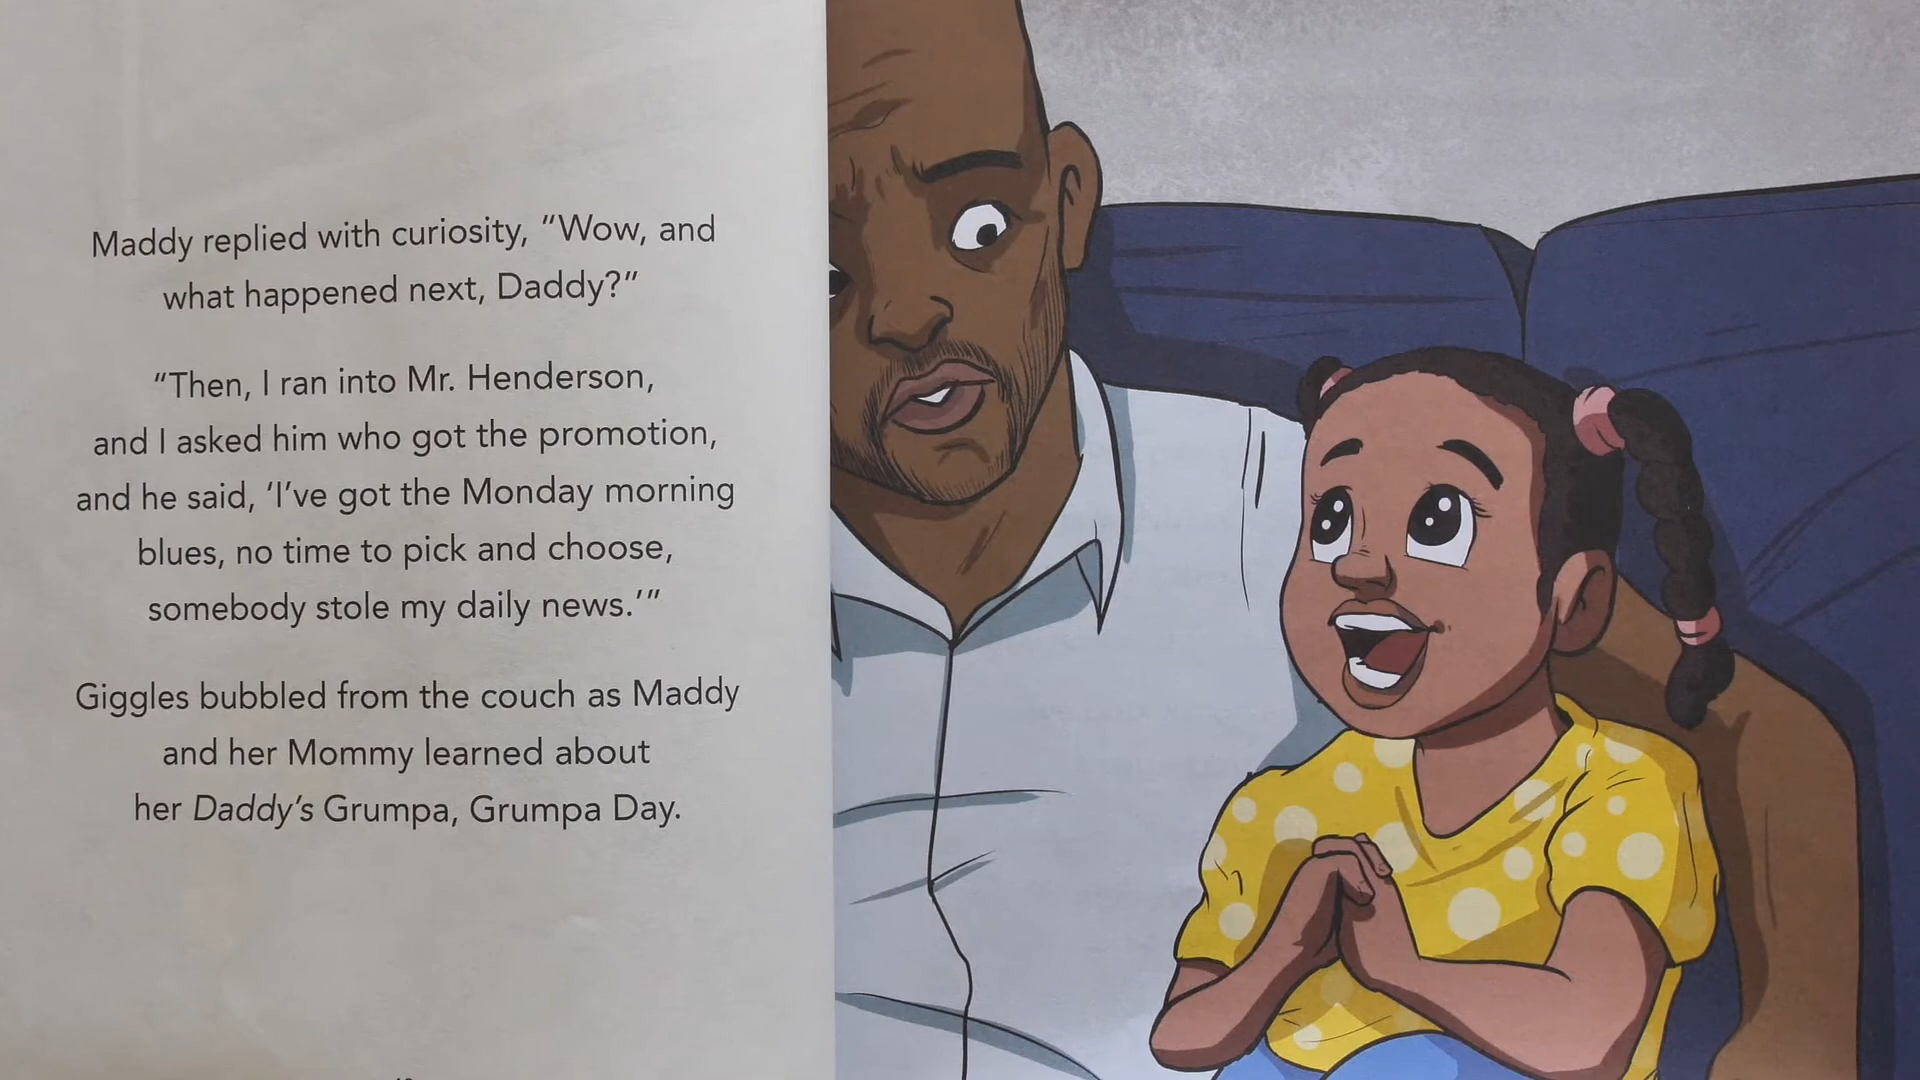 Maddy replied with curiosity, “Wow, and
what happened next, Daddy?”
“Then, I ran into Mr. Henderson,
and I asked him who got the promotion,
and he said, ‘I’ve got the Monday morning
blues, no time to pick and choose,
somebody stole my daily news.’”
Giggles bubbled from the couch as Maddy
and her Mommy learned about
her Daddy’s Grumpa, Grumpa Day.